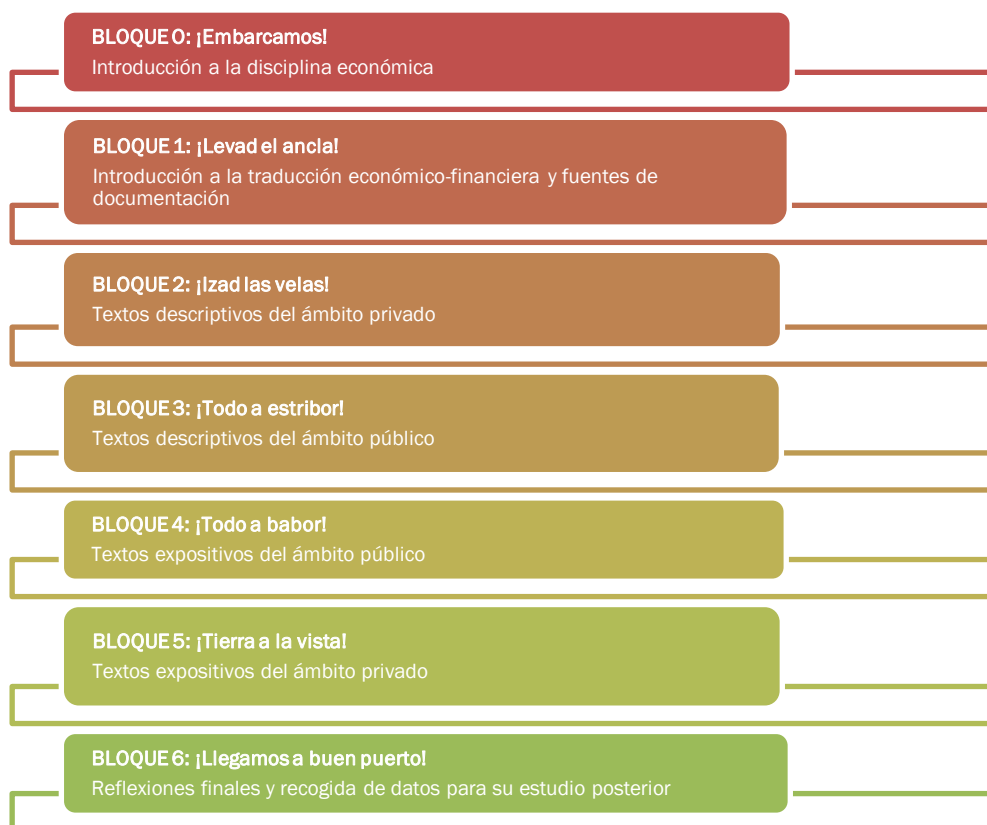 BLOQUE 0: ¡Embarcamos!
Introducción a la disciplina económica
BLOQUE 1: ¡Levad el ancla!
Introducción a la traducción económico-financiera y fuentes de
documentación
BLOQUE 2: ¡Izad las velas!
Textos descriptivos del ámbito privado
BLOQUE 3: ¡Todo a estribor!
Textos descriptivos del ámbito público
BLOQUE 4: ¡Todo a babor!
Textos expositivos del ámbito público
BLOQUE 5: ¡Tierra a la vista!
Textos expositivos del ámbito privado
BLOQUE 6: ¡Llegamos a buen puerto!
Reflexiones finales y recogida de datos para su estudio posterior